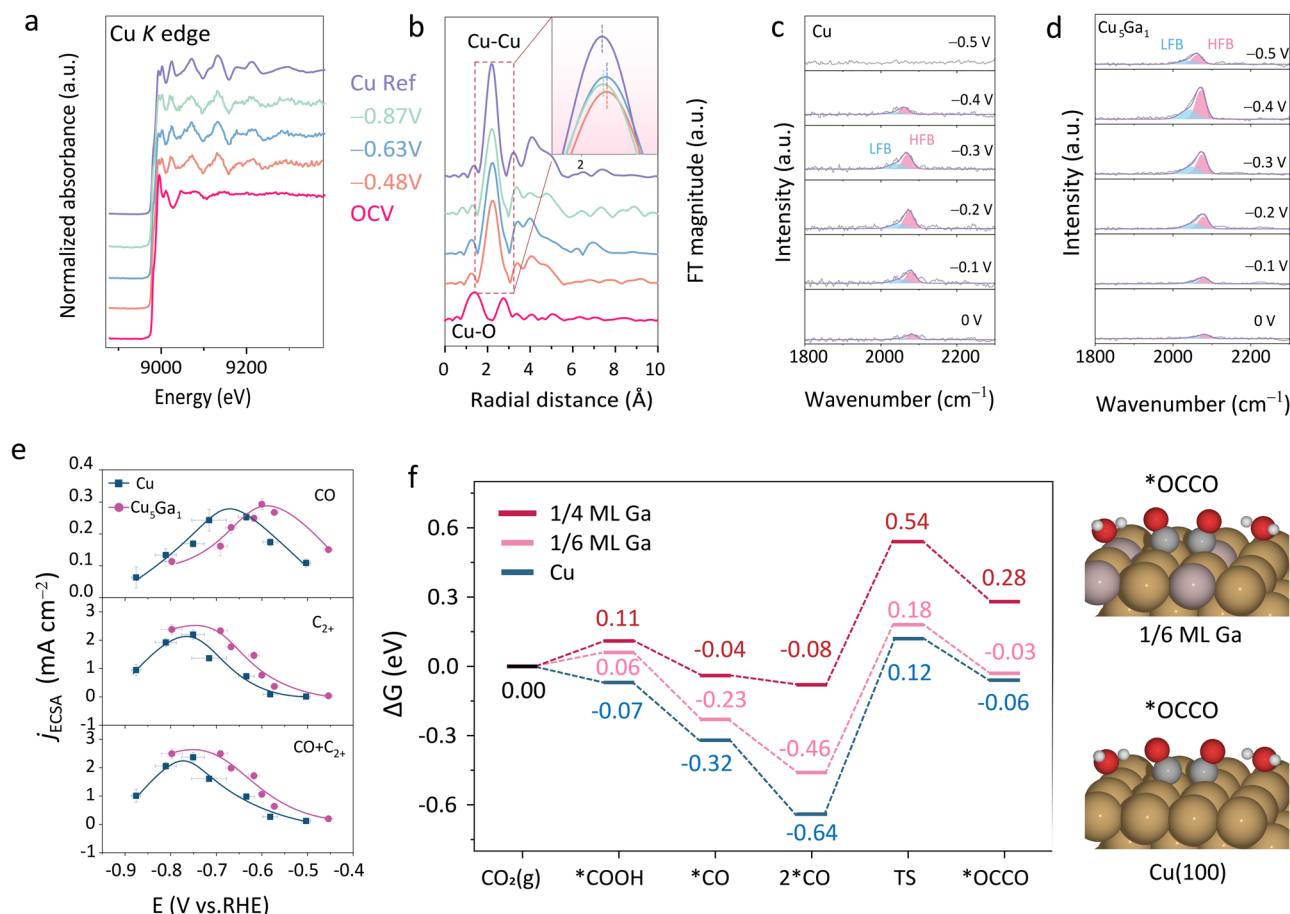 a
Cu K edge
Normalized absorbance (a.u.)
9000
9200
Energy (eV)
Cu Ref
−0.87V
−0.63V
−0.48V
OCV
b
Cu−Cu
2
Cu−O
0
2
4
6
8
10
Radial distance (Å)
FT magnitude (a.u.)
c
Cu
−0.5 V
−0.4 V
LFB
HFB
−0.3 V
−0.2 V
−0.1 V
0 V
Intensity (a.u.)
1800
2000
2200
Wavenumber (cm−1)
d
Cu5Ga1
LFB
HFB
−0.5 V
−0.4 V
−0.3 V
−0.2 V
−0.1 V
0 V
Intensity (a.u.)
1800
2000
2200
Wavenumber (cm−1)
e
Cu
Cu5Ga1
CO
0.4
0.3
0.2
0.1
0.0
C2+
3
2
1
0
-1
CO+C2+
3
2
1
0
-1
jECSA (mA cm−2)
-0.9
-0.8
-0.7
-0.6
-0.5
-0.4
E (V vs.RHE)
f
1/4 ML Ga
1/6 ML Ga
Cu
0.6
0.3
0.0
-0.3
-0.6
ΔG (eV)
0.00
0.11
0.06
-0.07
-0.04
-0.23
-0.32
-0.08
-0.46
-0.64
0.54
0.18
0.12
0.28
-0.03
-0.06
CO2(g)
*COOH
*CO
2*CO
TS
*OCCO
*OCCO
1/6 ML Ga
*OCCO
Cu(100)